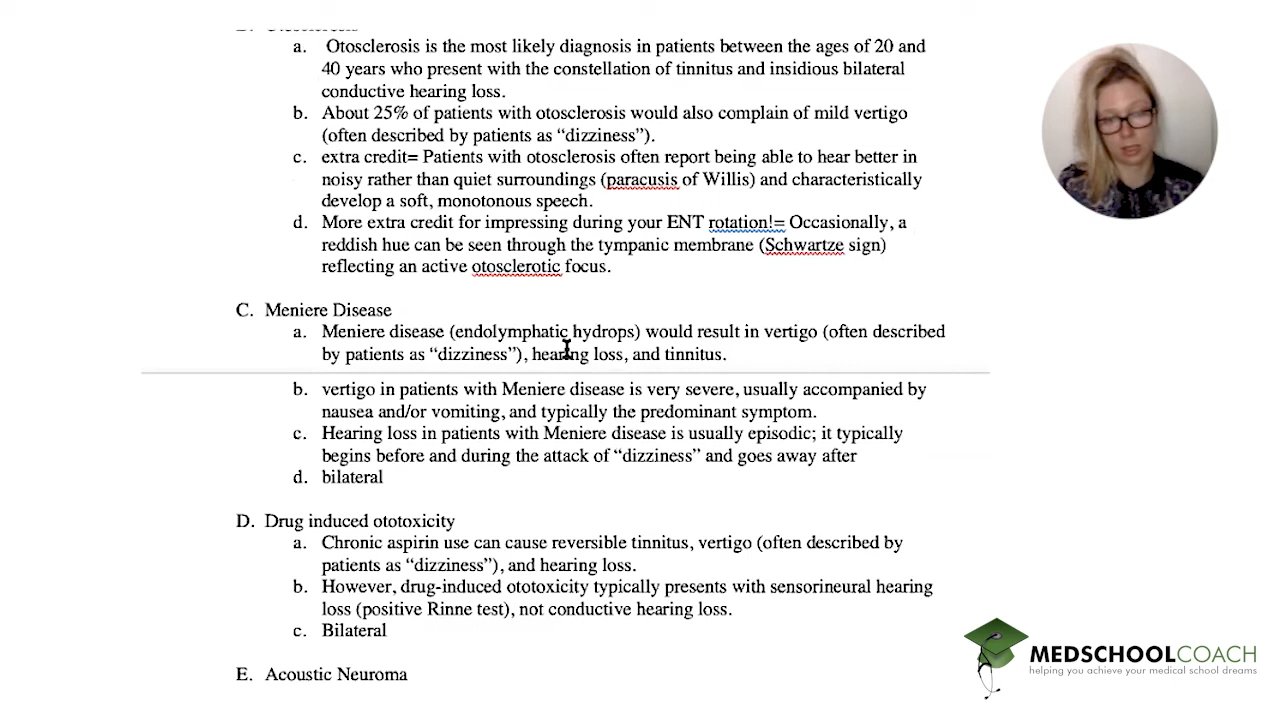 a. Otosclerosis is the most likely diagnosis in patients between the ages of 20 and
40 years who present with the constellation of tinnitus and insidious bilateral
conductive hearing loss.
b. About 25% of patients with otosclerosis would also complain of mild vertigo
(often described by patients as “dizziness”).
c. extra credit= Patients with otosclerosis often report being able to hear better in
noisy rather than quiet surroundings (paracusis of Willis) and characteristically
develop a soft, monotonous speech.
d. More extra credit for impressing during your ENT rotation!= Occasionally, a
reddish hue can be seen through the tympanic membrane (Schwartze sign)
reflecting an active otosclerotic focus.
C. Meniere Disease
a. Meniere disease (endolymphatic hydrops) would result in vertigo (often described
by patients as “dizziness”), hearing loss, and tinnitus.
b. vertigo in patients with Meniere disease is very severe, usually accompanied by
nausea and/or vomiting, and typically the predominant symptom.
c. Hearing loss in patients with Meniere disease is usually episodic; it typically
begins before and during the attack of “dizziness” and goes away after
d. bilateral
D. Drug induced ototoxicity
a. Chronic aspirin use can cause reversible tinnitus, vertigo (often described by
patients as “dizziness”), and hearing loss.
b. However, drug-induced ototoxicity typically presents with sensorineural hearing
loss (positive Rinne test), not conductive hearing loss.
c. Bilateral
E. Acoustic Neuroma
MEDSCHOOLCOACH
helping you achieve your medical school dreams